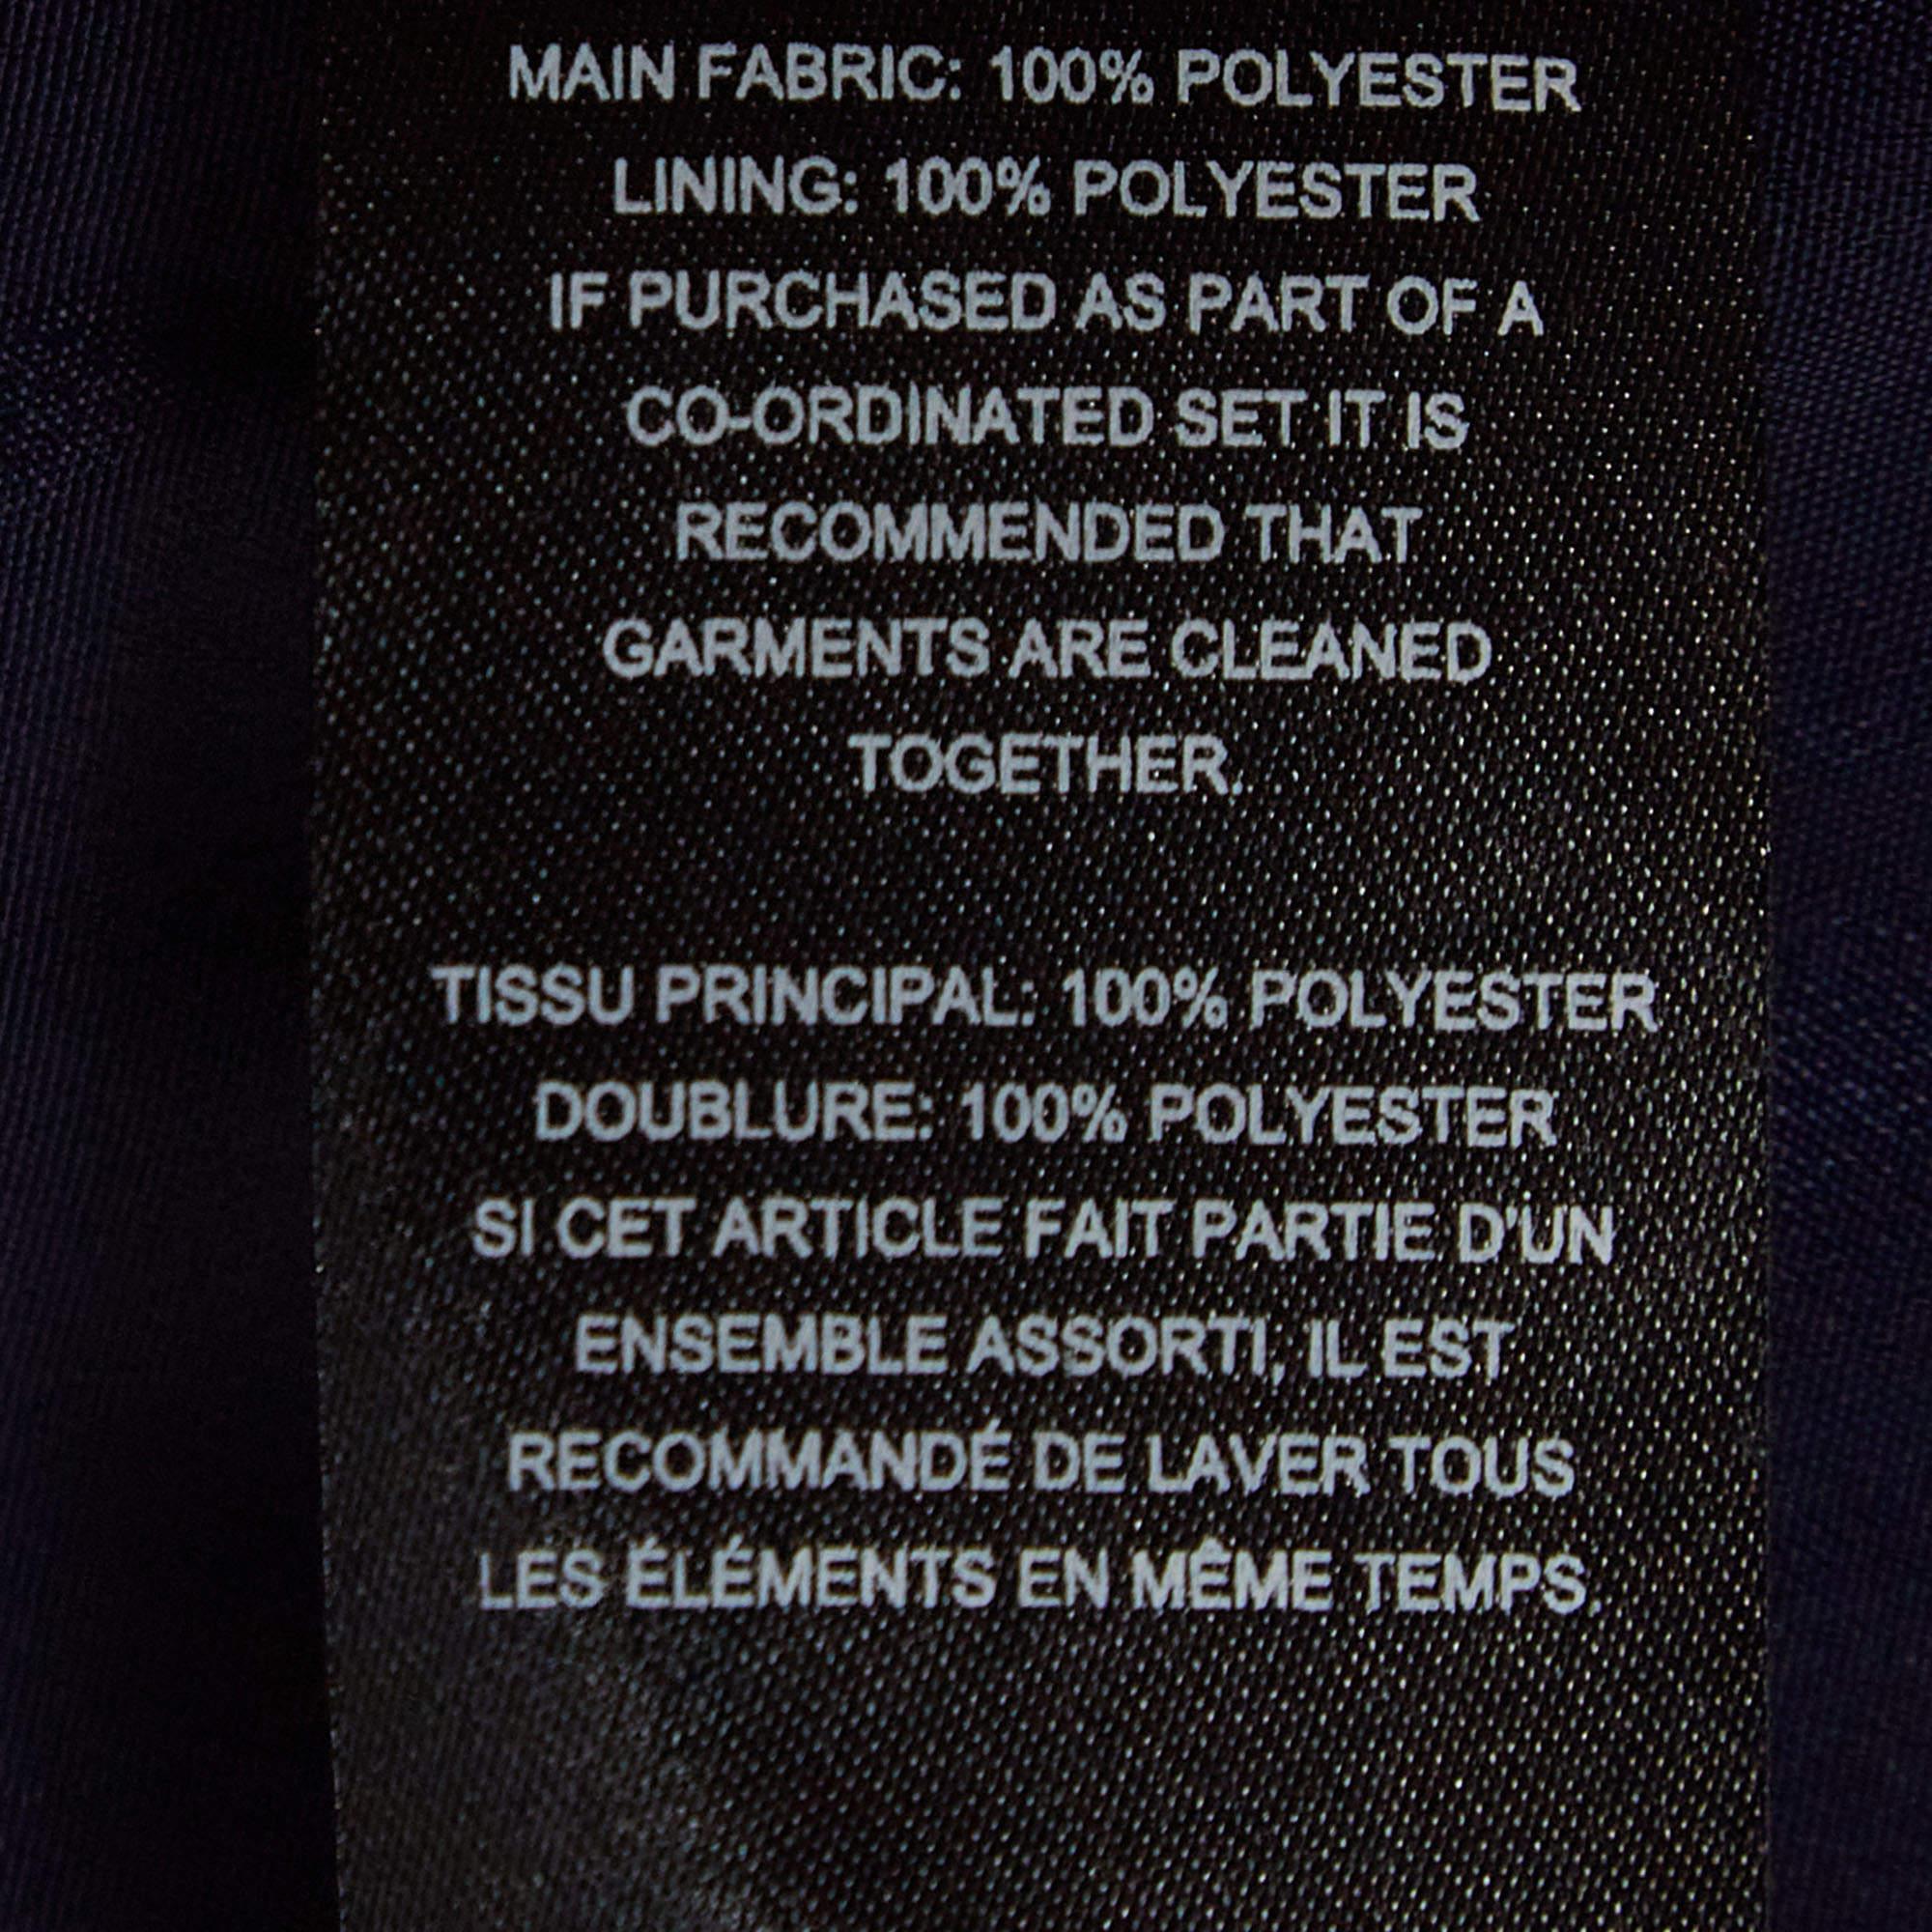 MAIN FABRIC: 100% POLYESTER
LINING: 100% POLYESTER
IF PURCHASED AS PART OF A
CO-ORDINATED SET IT IS
RECOMMENDED THAT
GARMENTS ARE CLEANED
TOGETHER.
TISSU PRINCIPAL: 100% POLYESTER
DOUBLURE: 100% POLYESTER
SI CET ARTICLE FAIT PARTIE D'UN
ENSEMBLE ASSORTI, IL EST
RECOMMANDÉ DE LAVER TOUS
LES ÉLÉMENTS EN MÊME TEMPS.